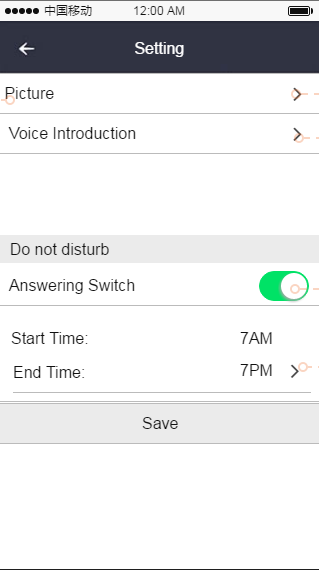 中国移动 12:00 AM
Setting
Picture
Voice Introduction
Do not disturb
Answering Switch
Start Time: 7AM
End Time: 7PM
Save